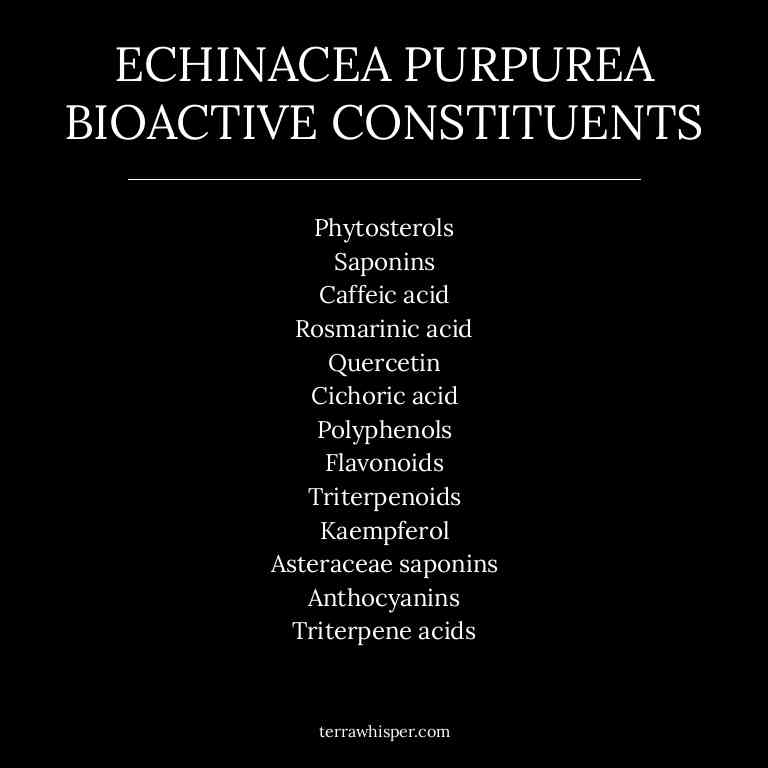 ECHINACEA PURPUREA
BIOACTIVE CONSTITUENTS
Phytosterols
Saponins
Caffeic acid
Rosmarinic acid
Quercetin
Cichoric acid
Polyphenols
Flavonoids
Triterpenoids
Kaempferol
Asteraceae saponins
Anthocyanins
Triterpene acids
terrawhisper.com